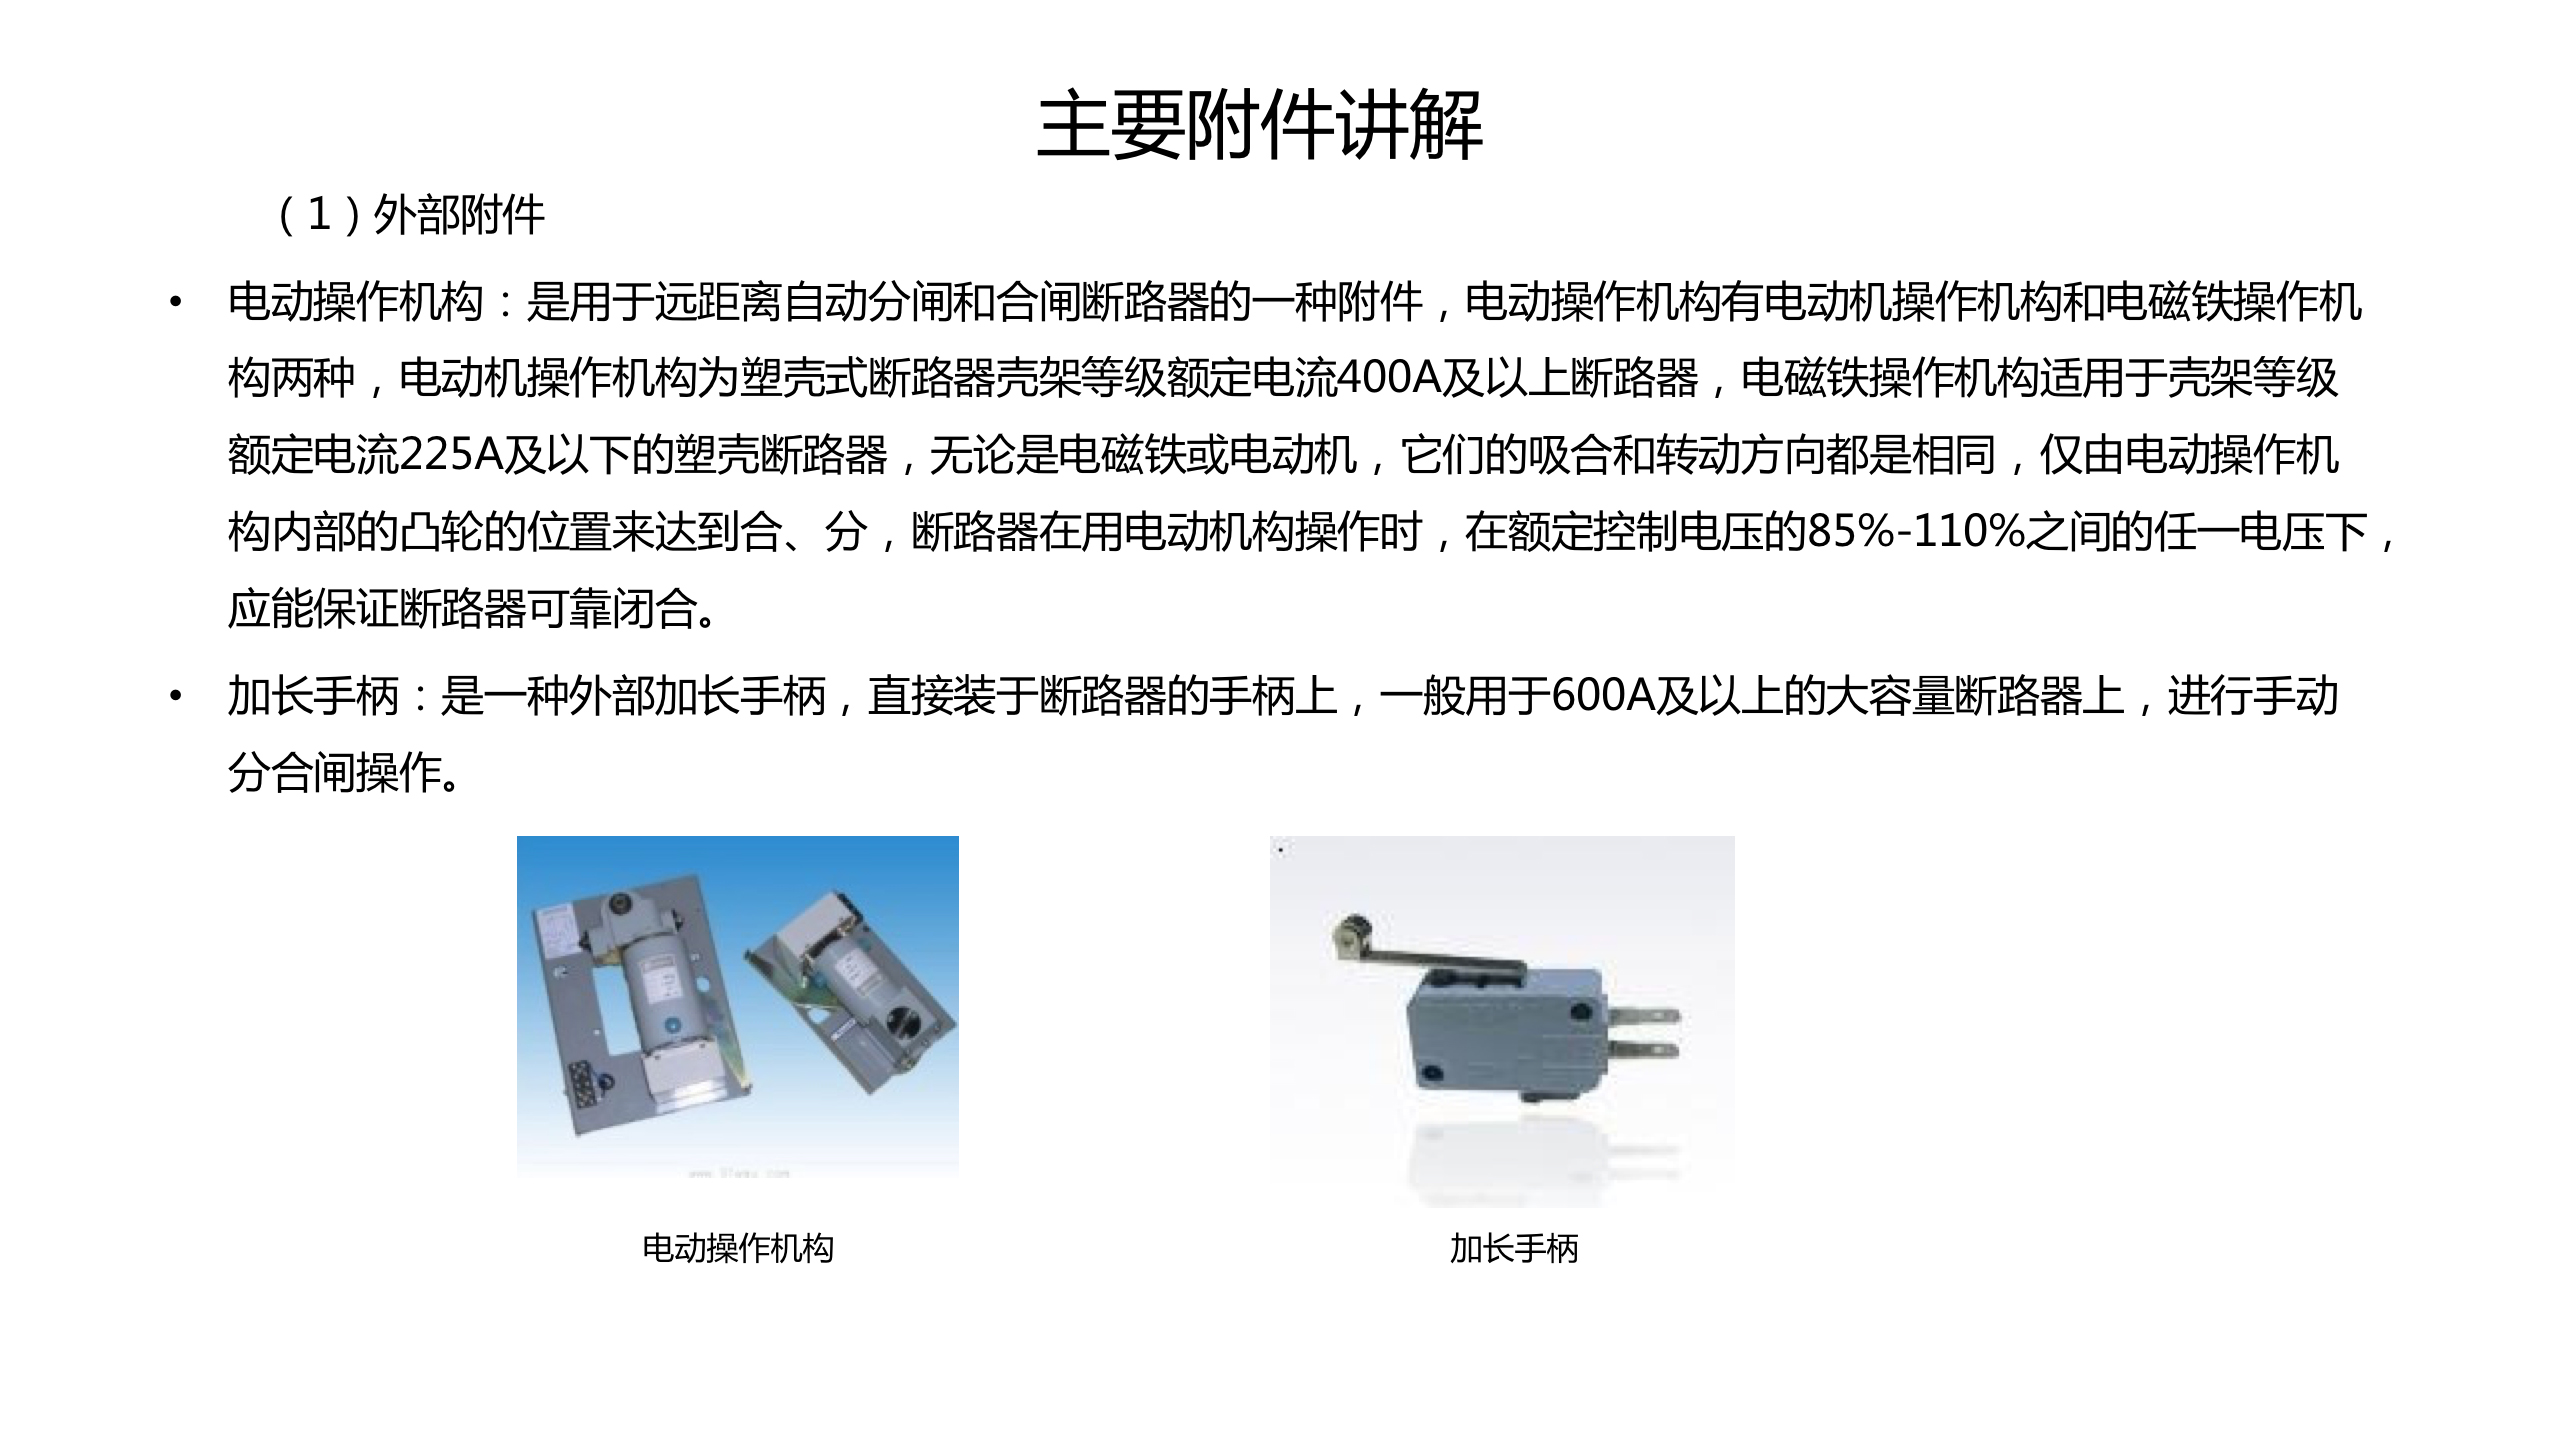 主要附件讲解
（1）外部附件
• 电动操作机构：是用于远距离自动分闸和合闸断路器的一种附件，电动操作机构有电动机操作机构和电磁铁操作机
构两种，电动机操作机构为塑壳式断路器壳架等级额定电流400A及以上断路器，电磁铁操作机构适用于壳架等级
额定电流225A及以下的塑壳断路器，无论是电磁铁或电动机，它们的吸合和转动方向都是相同，仅由电动操作机
构内部的凸轮的位置来达到合、分，断路器在用电动机构操作时，在额定控制电压的85%-110%之间的任一电压下，
应能保证断路器可靠闭合。
• 加长手柄：是一种外部加长手柄，直接装于断路器的手柄上，一般用于600A及以上的大容量断路器上，进行手动
分合闸操作。
电动操作机构
加长手柄